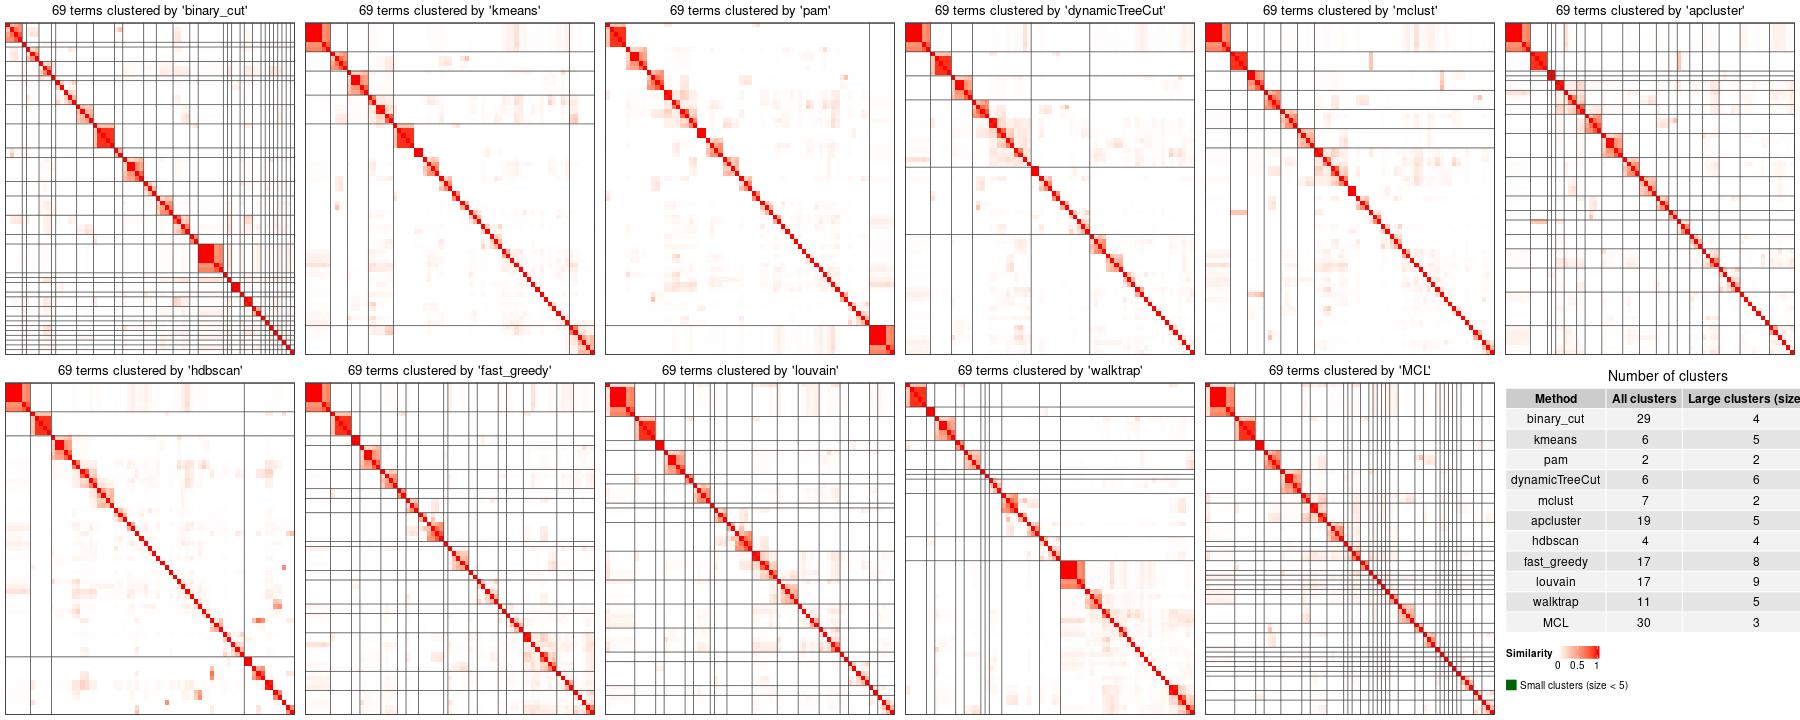 69 terms clustered by 'binary_cut'
69 terms clustered by 'kmeans'
69 terms clustered by 'pam'
69 terms clustered by 'dynamicTreeCut'
69 terms clustered by 'mclust'
69 terms clustered by 'apcluster'
69 terms clustered by 'hdbscan'
69 terms clustered by 'fast_greedy'
69 terms clustered by 'louvain'
69 terms clustered by 'walktrap'
69 terms clustered by 'MCL'
Number of clusters
Method All clusters Large clusters (size
binary_cut 29 4
kmeans 6 5
pam 2 2
dynamicTreeCut 6 6
mclust 7 2
apcluster 19 5
hdbscan 4 4
fast_greedy 17 8
louvain 17 9
walktrap 11 5
MCL 30 3
Similarity
0 0.5 1
Small clusters (size < 5)